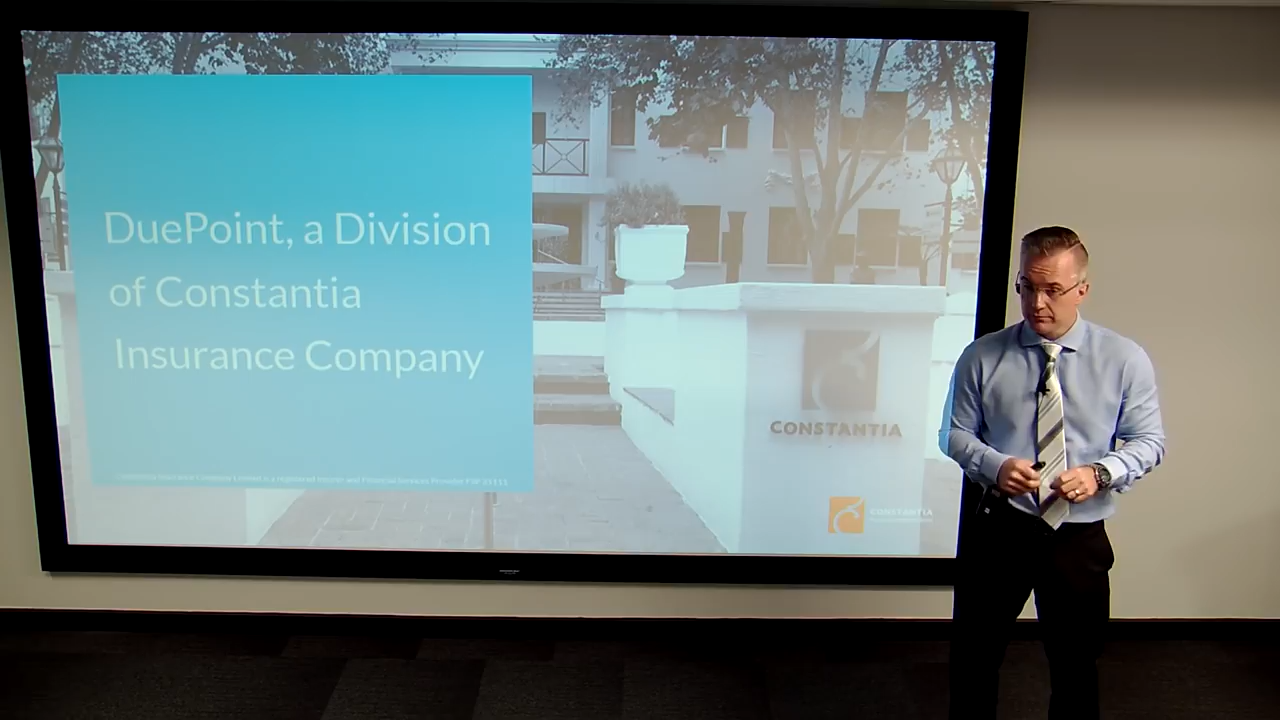 DuePoint, a Division
of Constantia
Insurance Company
CONSTANTIA
CONSTANTIA